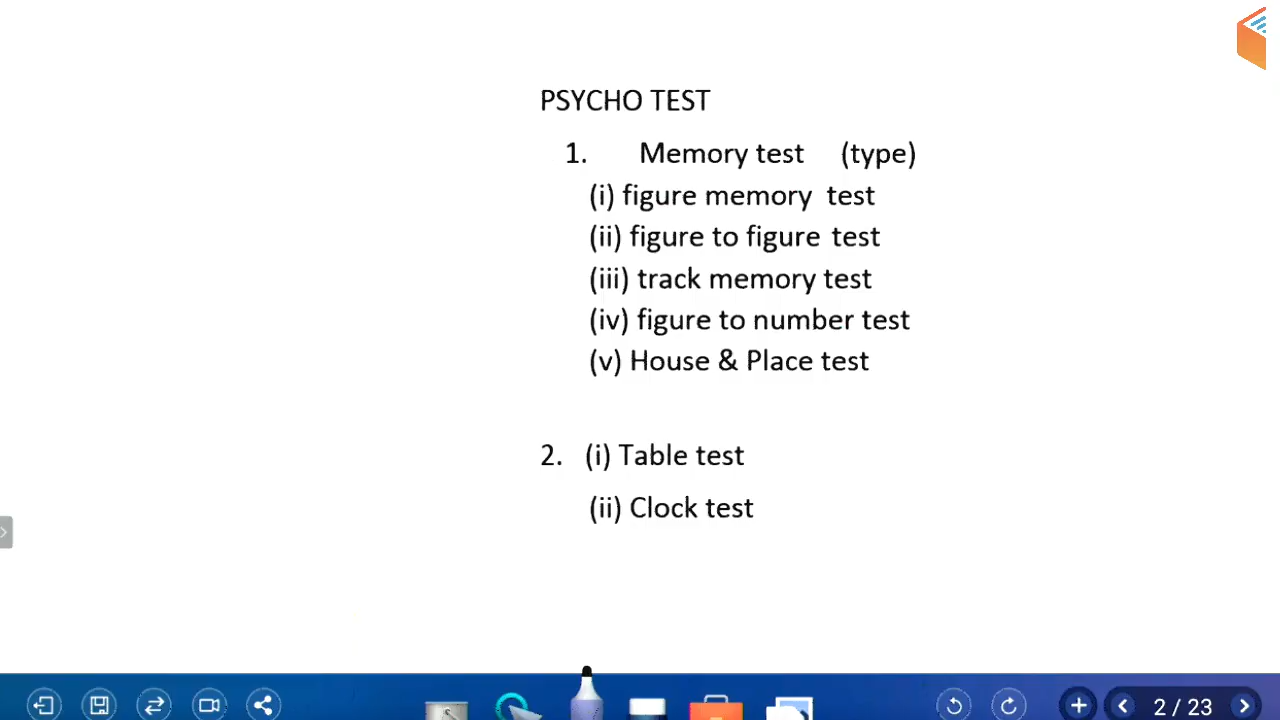 PSYCHO TEST
1. Memory test (type)
(i) figure memory test
(ii) figure to figure test
(iii) track memory test
(iv) figure to number test
(v) House & Place test
2. (i) Table test
(ii) Clock test
2 / 23